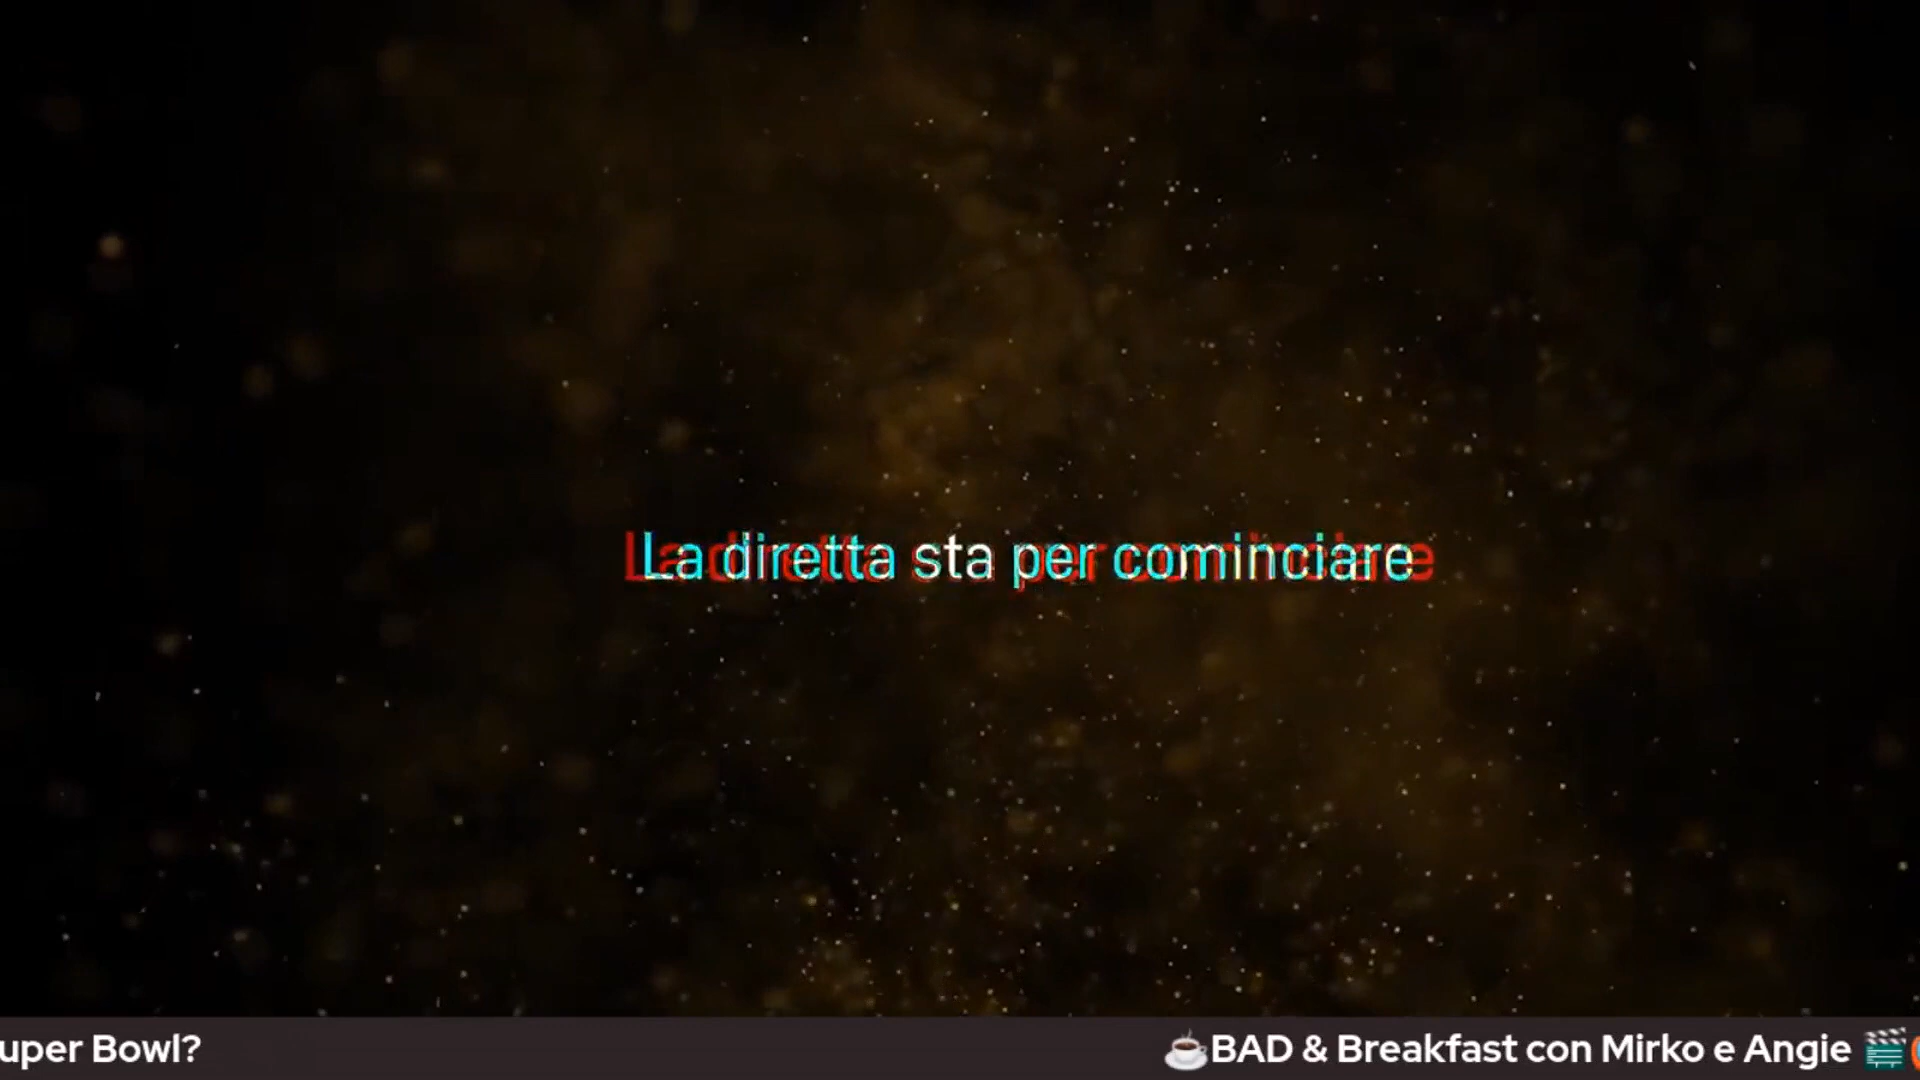 La diretta sta per cominciare
uper Bowl? ☕BAD & Breakfast con Mirko e Angie 🎬